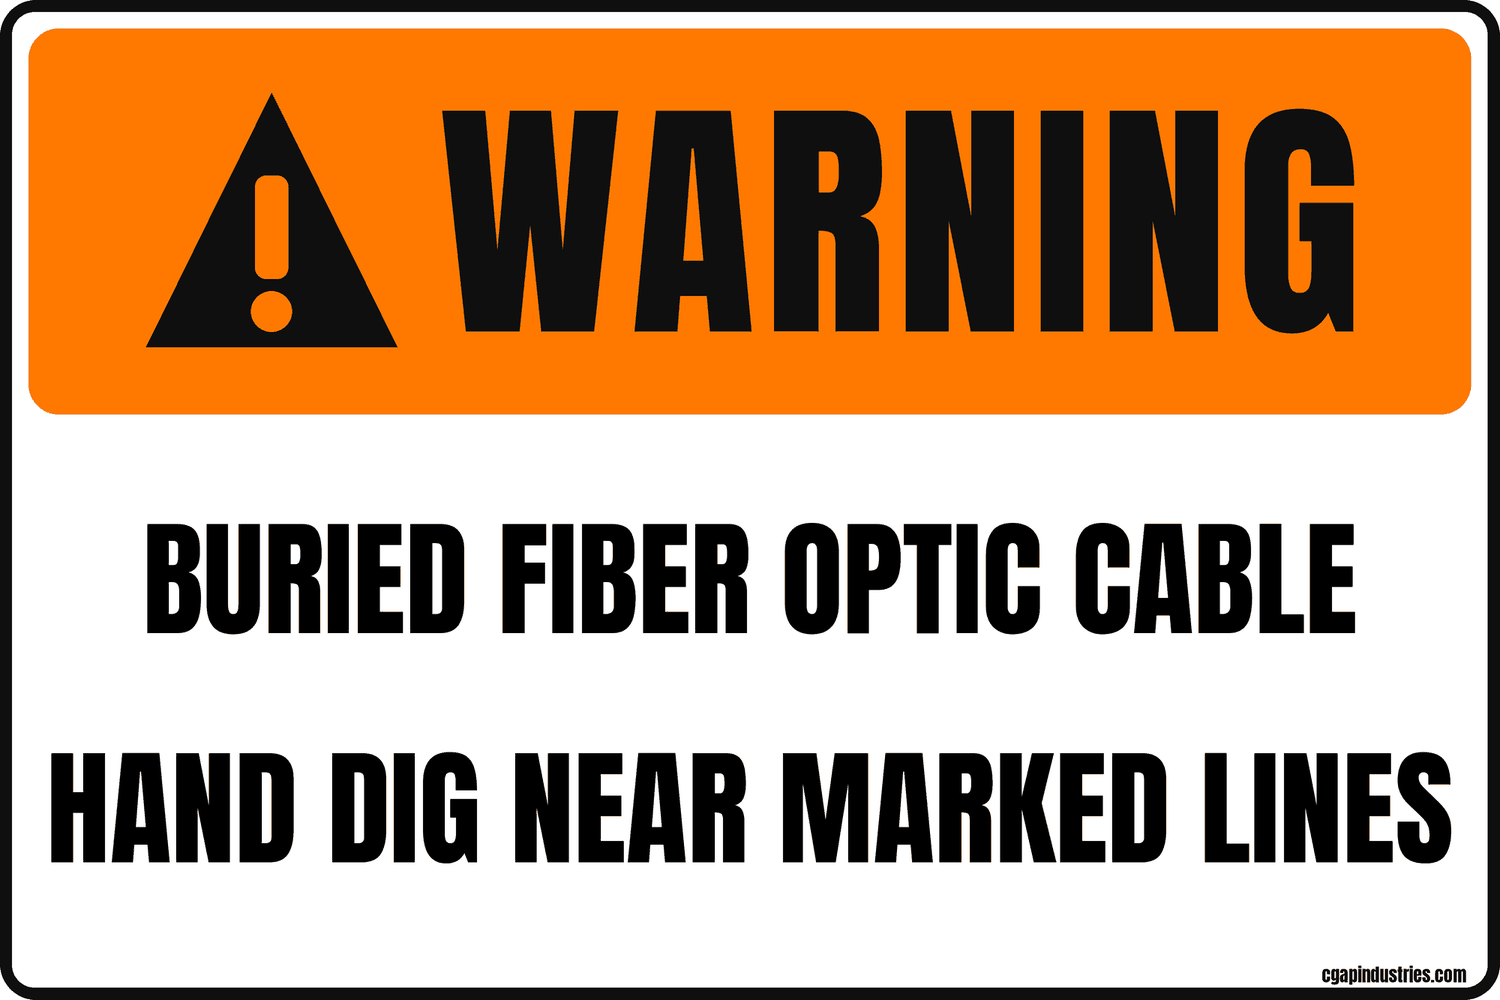 WARNING
BURIED FIBER OPTIC CABLE
HAND DIG NEAR MARKED LINES
cgapindustries.com